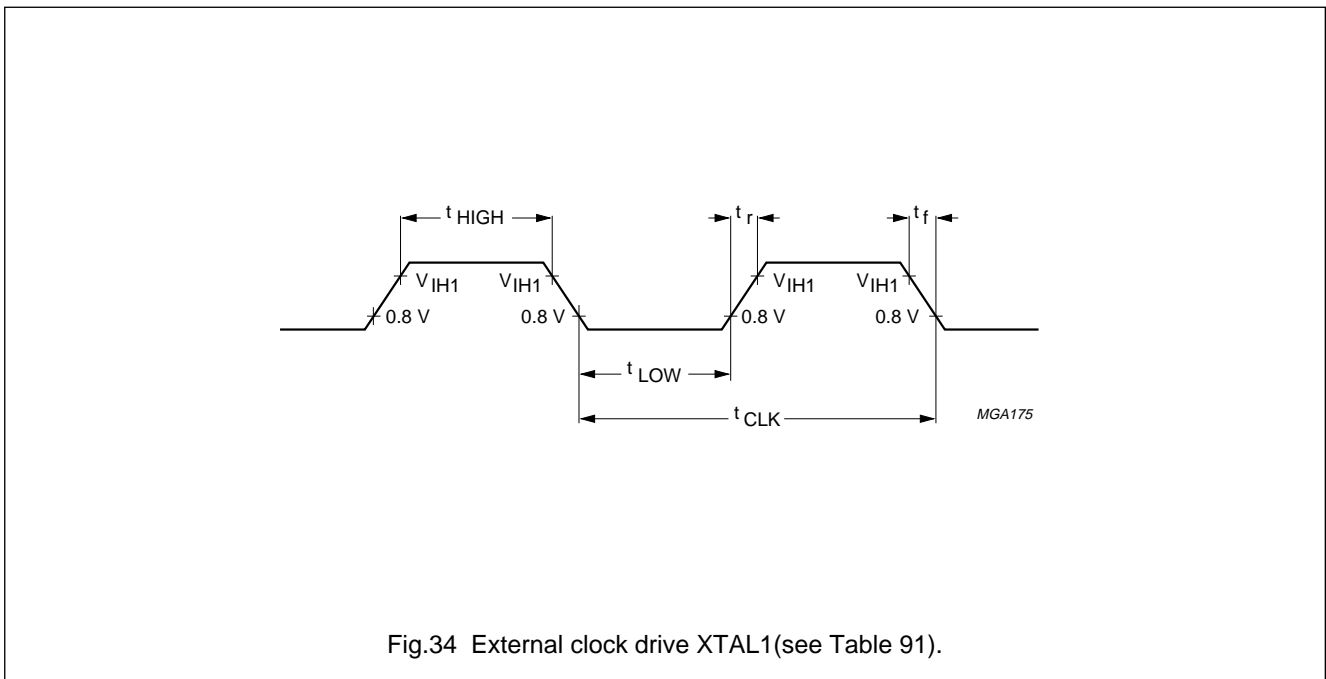 t HIGH
t r
t f
V IH1
V IH1
V IH1
V IH1
0.8 V
0.8 V
0.8 V
0.8 V
t LOW
t CLK
MGA175
Fig.34 External clock drive XTAL1(see Table 91).